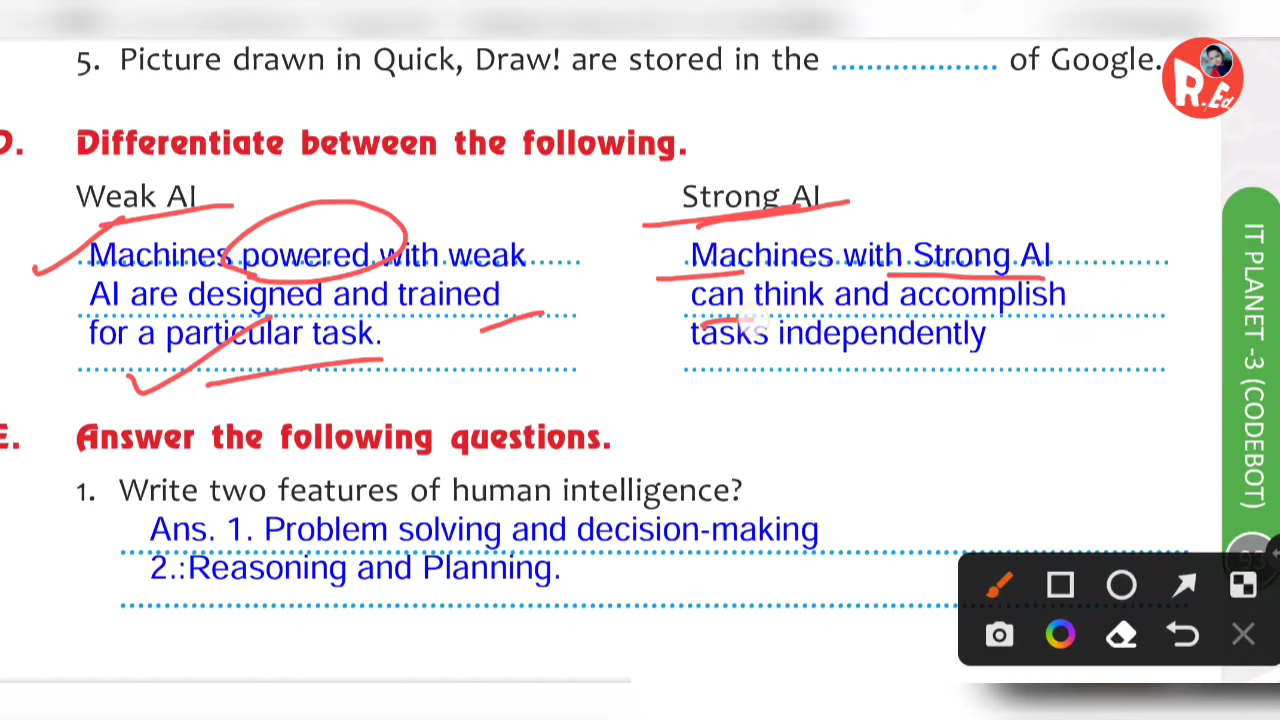 5. Picture drawn in Quick, Draw! are stored in the ................... of Google.
R.Ed
D. Differentiate between the following.
Weak AI
Strong AI
Machines powered with weak
AI are designed and trained
for a particular task.
Machines with Strong AI
can think and accomplish
tasks independently
E. Answer the following questions.
1. Write two features of human intelligence?
Ans. 1. Problem solving and decision-making
2.:Reasoning and Planning.
IT PLANET -3 (CODEBOT)
93